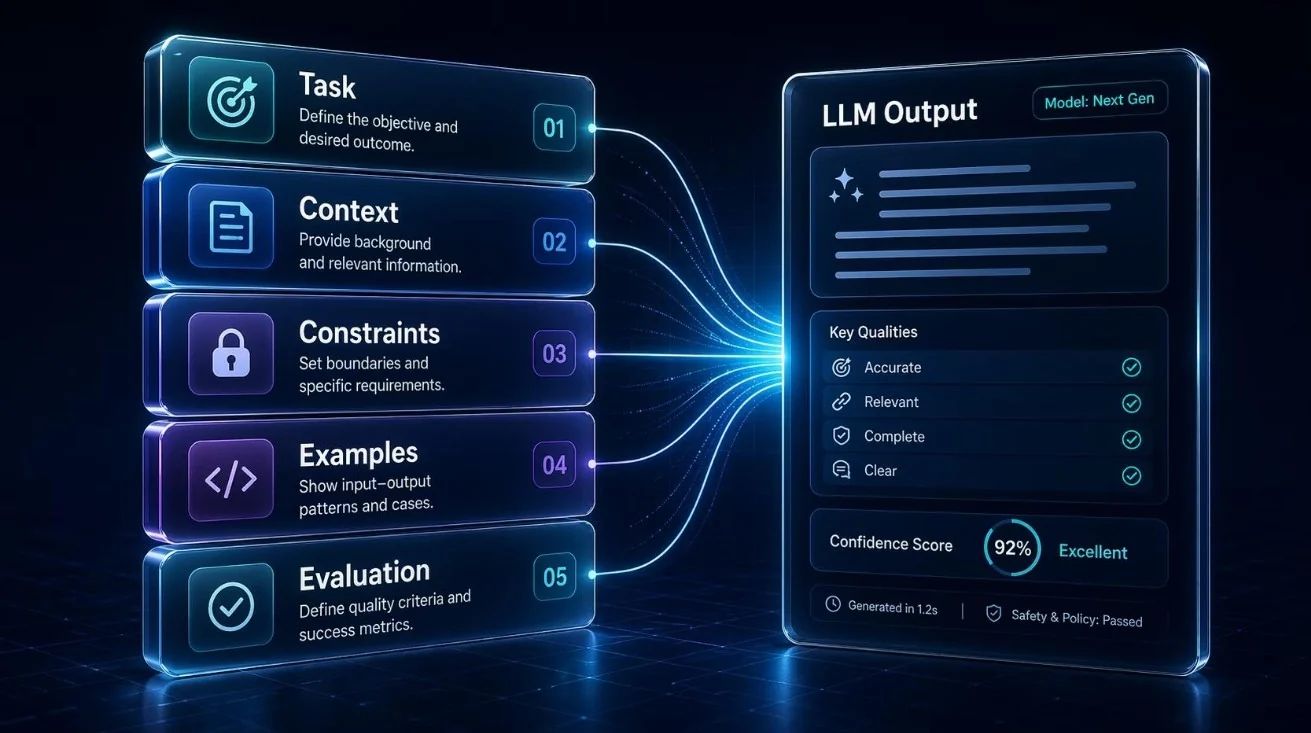 Task
Define the objective and
desired outcome.
01
Context
Provide background
and relevant information.
02
Constraints
Set boundaries and
specific requirements.
03
</>
Examples
Show input–output
patterns and cases.
04
Evaluation
Define quality criteria and
success metrics.
05
LLM Output
Model: Next Gen
Key Qualities
Accurate
Relevant
Complete
Clear
Confidence Score
92%
Excellent
Generated in 1.2s
|
Safety & Policy: Passed